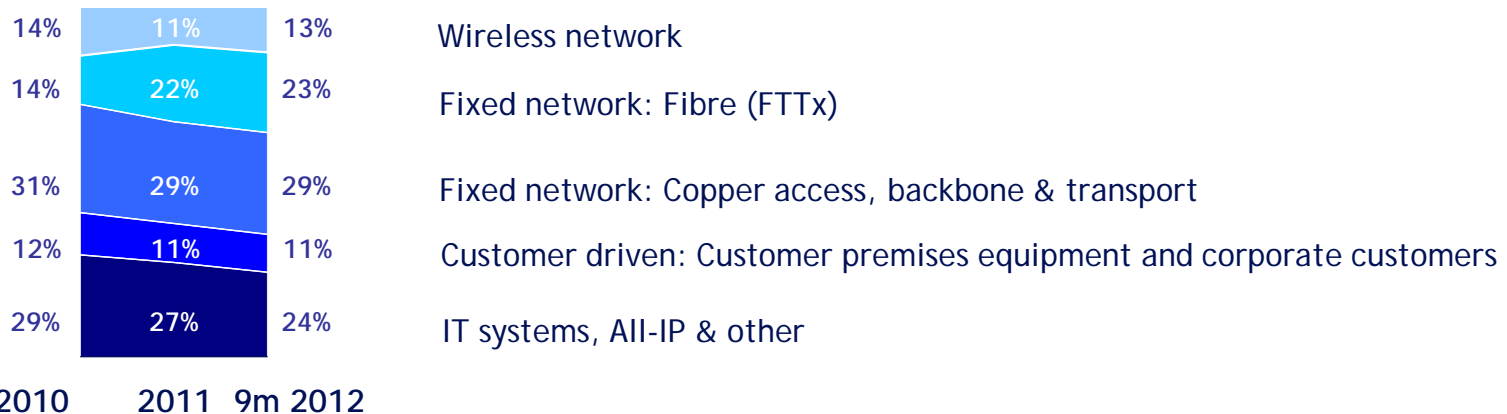 14% 11% 13% Wireless network
14% 22% 23% Fixed network: Fibre (FTTx)
31% 29% 29% Fixed network: Copper access, backbone & transport
12% 11% 11% Customer driven: Customer premises equipment and corporate customers
29% 27% 24% IT systems, All-IP & other
2010 2011 9m 2012